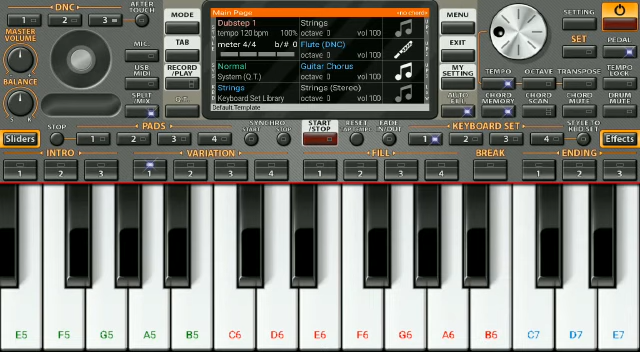 DNC
1 2 3
AFTER TOUCH
MASTER VOLUME
BALANCE
MIC
USB MIDI
SPLIT /MIX
MODE
TAB
RECORD /PLAY
Q.T.
Main Page
<no chord>
Dubstep 1
tempo 120 bpm 100%
Strings
octave 0 vol 100
meter 4/4 b/# 0
Flute (DNC)
octave 0 vol 100
Normal
System (Q.T.)
Guitar Chorus
octave 0 vol 100
Strings
Keyboard Set Library
Strings (Stereo)
octave 0 vol 100
Default.Template
MENU
EXIT
MY SETTING
AUTO FILL
SETTING
SET
PEDAL
TEMPO OCTAVE TRANSPOSE TEMPO LOCK
CHORD MEMORY CHORD SCAN CHORD MUTE DRUM MUTE
Sliders
STOP PADS
1 2 3 4
SYNCHRO
START STOP
START /STOP
RESET
TAP TEMPO
FADE IN/OUT
KEYBOARD SET
1 2 3 4
STYLE TO KBD SET
Effects
INTRO VARIATION FILL BREAK ENDING
1 2 3 1 2 3 4 1 2 3 4 1 2 3
E5 F5 G5 A5 B5 C6 D6 E6 F6 G6 A6 B6 C7 D7 E7